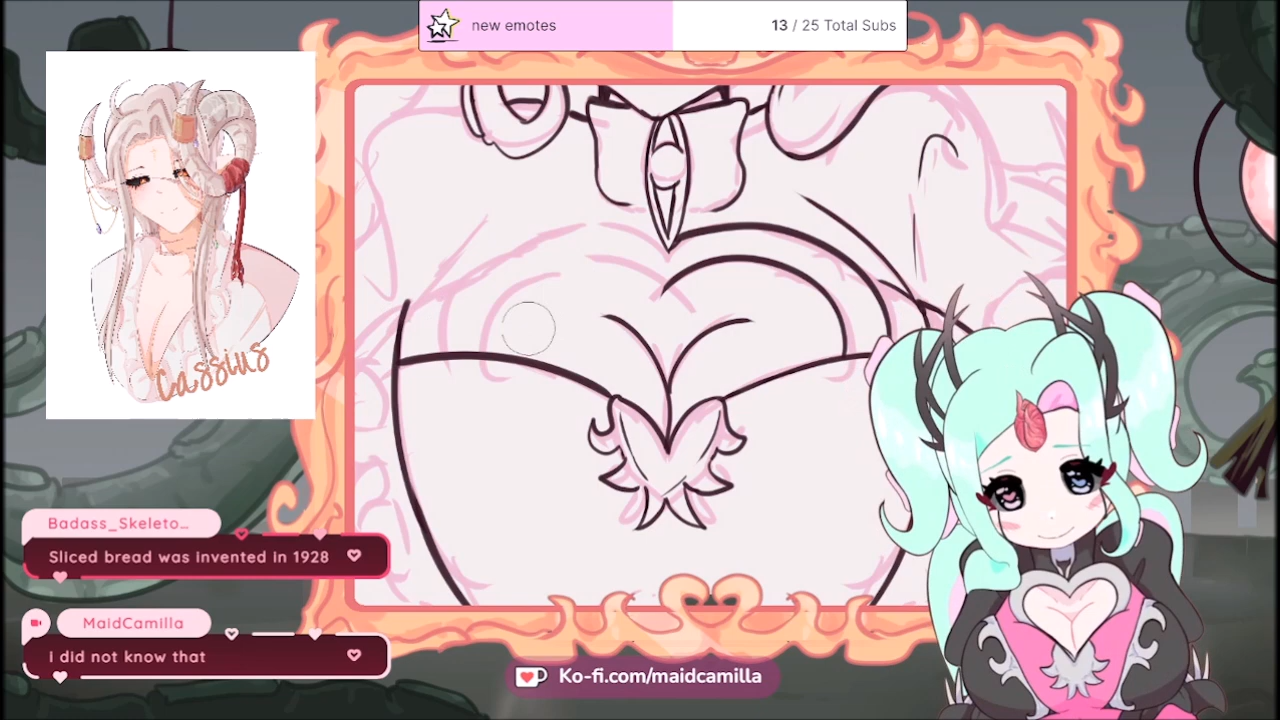 new emotes
13 / 25 Total Subs
Cassius
Badass_Skeleto...
Sliced bread was invented in 1928
MaidCamilla
i did not know that
Ko-fi.com/maidcamilla